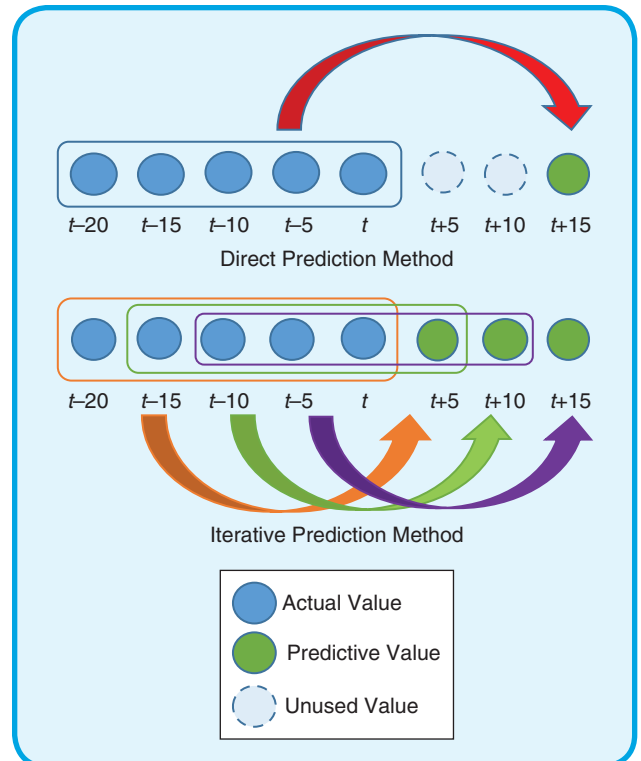 t–20 t–15 t–10 t–5 t t+5 t+10 t+15
Direct Prediction Method
t–20 t–15 t–10 t–5 t t+5 t+10 t+15
Iterative Prediction Method
Actual Value
Predictive Value
Unused Value